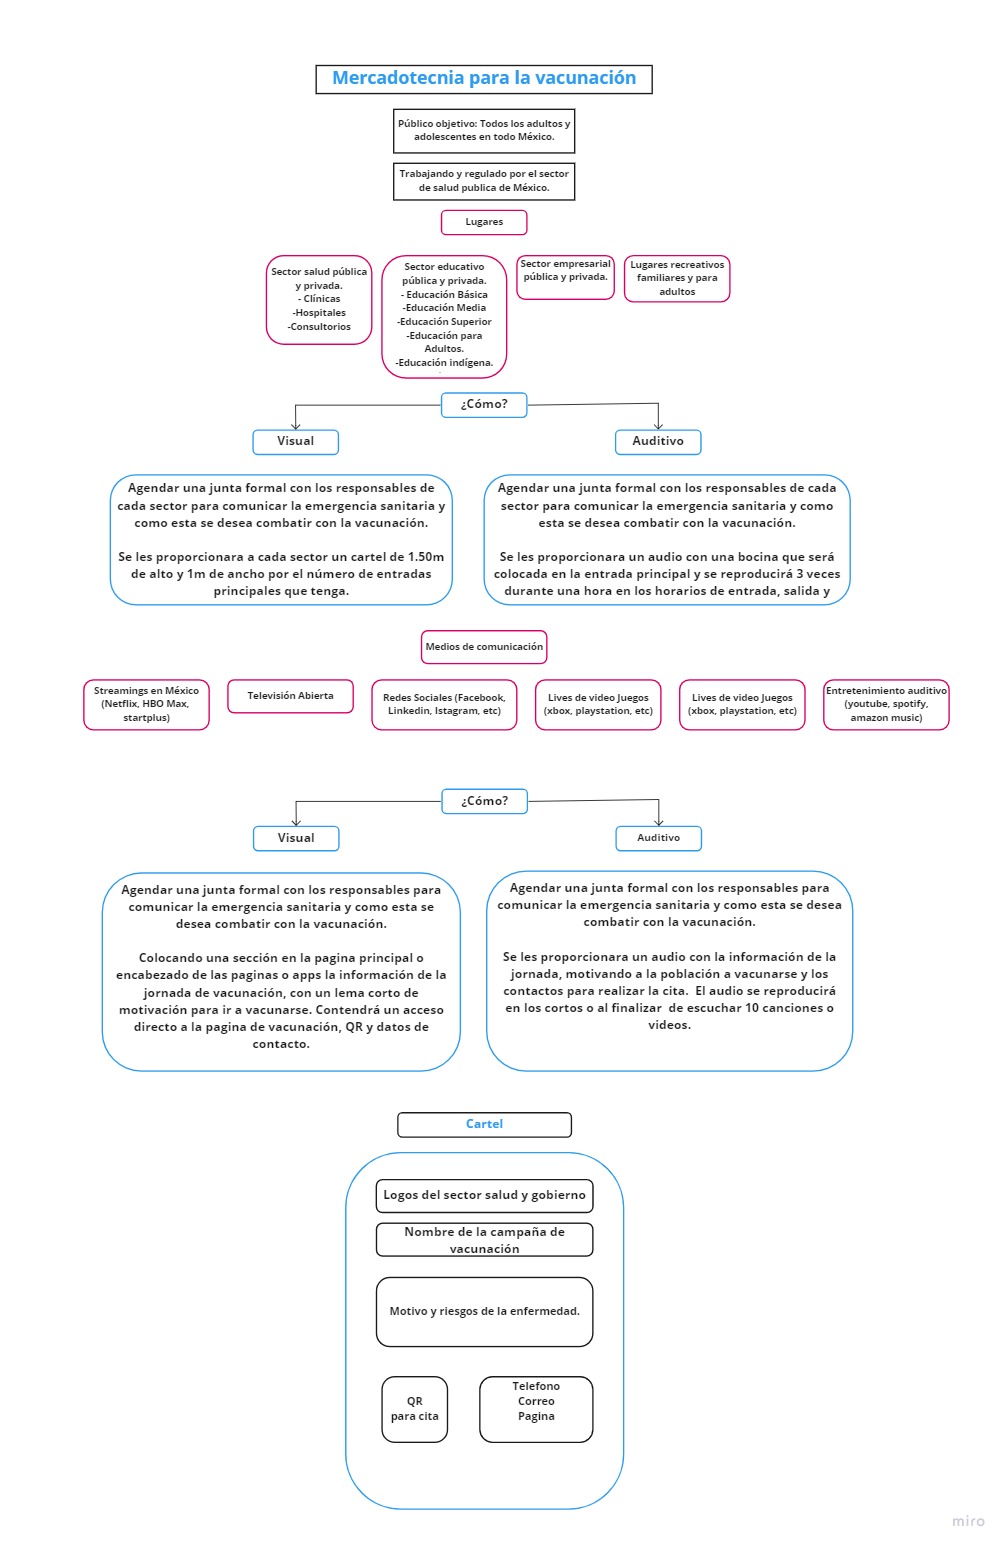 Mercadotecnia para la vacunación
Público objetivo: Todos los adultos y
adolescentes en todo México.
Trabajando y regulado por el sector
de salud publica de México.
Lugares
Sector salud pública
y privada.
- Clínicas
-Hospitales
-Consultorios
Sector educativo
pública y privada.
- Educación Básica
-Educación Media
-Educación Superior
-Educación para
Adultos.
-Educación indígena.
Sector empresarial
pública y privada.
Lugares recreativos
familiares y para
adultos
¿Cómo?
Visual
Auditivo
Agendar una junta formal con los responsables de
cada sector para comunicar la emergencia sanitaria y
como esta se desea combatir con la vacunación.
Se les proporcionara a cada sector un cartel de 1.50m
de alto y 1m de ancho por el número de entradas
principales que tenga.
Agendar una junta formal con los responsables de cada
sector para comunicar la emergencia sanitaria y como
esta se desea combatir con la vacunación.
Se les proporcionara un audio con una bocina que será
colocada en la entrada principal y se reproducirá 3 veces
durante una hora en los horarios de entrada, salida y
Medios de comunicación
Streamings en México
(Netflix, HBO Max,
startplus)
Televisión Abierta
Redes Sociales (Facebook,
Linkedin, Istagram, etc)
Lives de video Juegos
(xbox, playstation, etc)
Lives de video Juegos
(xbox, playstation, etc)
Entretenimiento auditivo
(youtube, spotify,
amazon music)
¿Cómo?
Visual
Auditivo
Agendar una junta formal con los responsables para
comunicar la emergencia sanitaria y como esta se
desea combatir con la vacunación.
Colocando una sección en la pagina principal o
encabezado de las paginas o apps la información de la
jornada de vacunación, con un lema corto de
motivación para ir a vacunarse. Contendrá un acceso
directo a la pagina de vacunación, QR y datos de
contacto.
Agendar una junta formal con los responsables para
comunicar la emergencia sanitaria y como esta se desea
combatir con la vacunación.
Se les proporcionara un audio con la información de la
jornada, motivando a la población a vacunarse y los
contactos para realizar la cita.  El audio se reproducirá
en los cortos o al finalizar  de escuchar 10 canciones o
videos.
Cartel
Logos del sector salud y gobierno
Nombre de la campaña de
vacunación
Motivo y riesgos de la enfermedad.
QR
para cita
Telefono
Correo
Pagina
miro